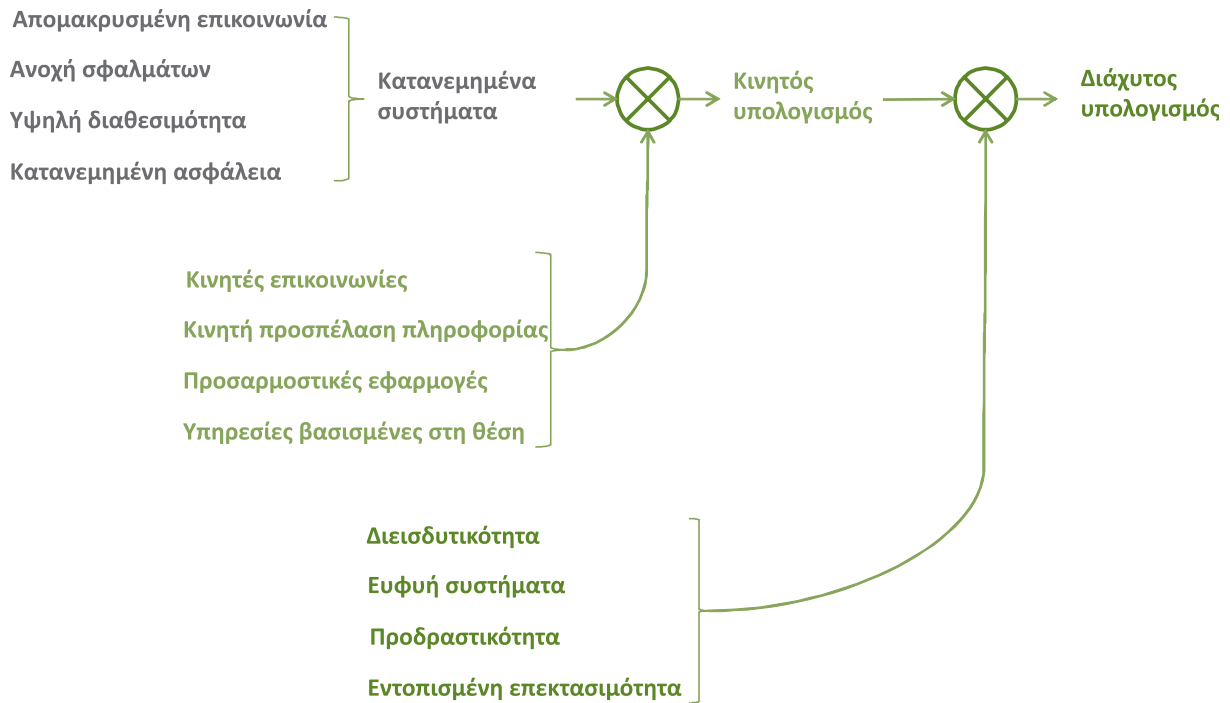 Απομακρυσμένη επικοινωνία
Ανοχή σφαλμάτων
Υψηλή διαθεσιμότητα
Κατανεμημένη ασφάλεια
Κατανεμημένα
συστήματα
Κινητός
υπολογισμός
Διάχυτος
υπολογισμός
Κινητές επικοινωνίες
Κινητή προσπέλαση πληροφορίας
Προσαρμοστικές εφαρμογές
Υπηρεσίες βασισμένες στη θέση
Διεισδυτικότητα
Ευφυή συστήματα
Προδραστικότητα
Εντοπισμένη επεκτασιμότητα